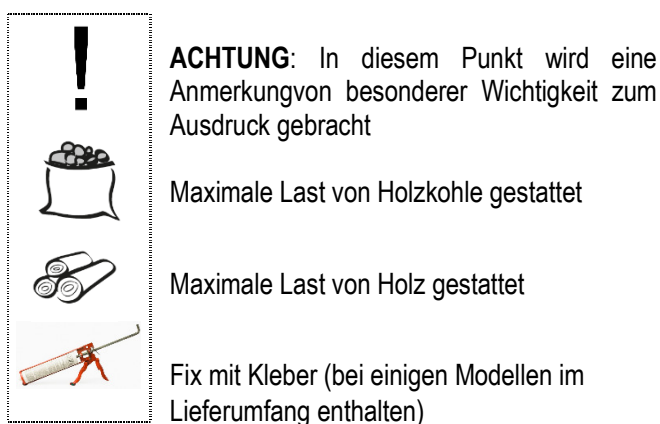 ACHTUNG: In diesem Punkt wird eine
Anmerkungvon besonderer Wichtigkeit zum
Ausdruck gebracht
Maximale Last von Holzkohle gestattet
Maximale Last von Holz gestattet
Fix mit Kleber (bei einigen Modellen im
Lieferumfang enthalten)